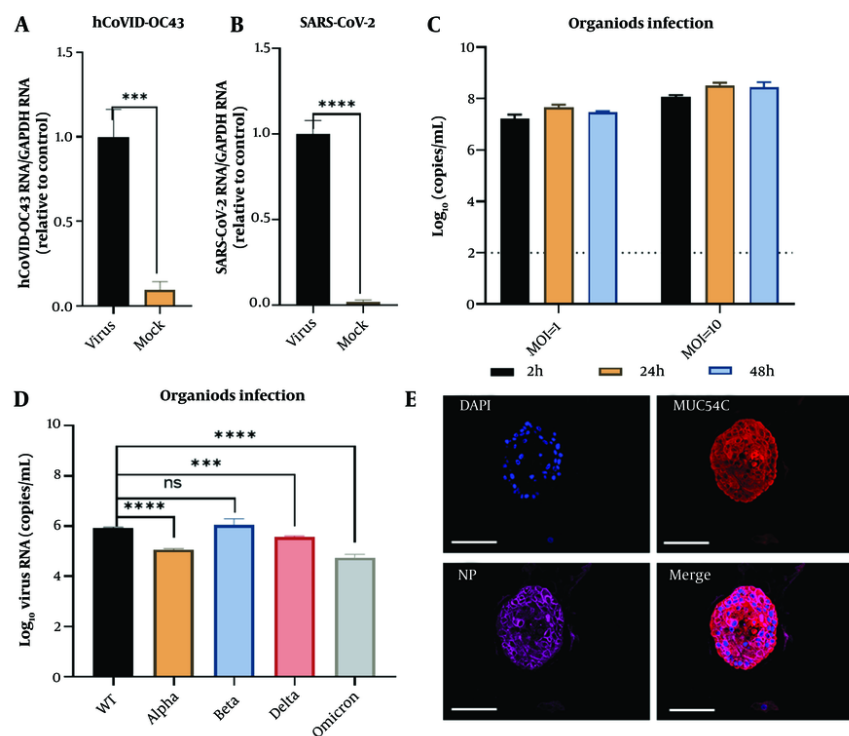 A
hCoVID-OC43
hCoVID-OC43 RNA/GAPDH RNA
(relative to control)
1.5
1.0
0.5
0.0
***
Virus
Mock
B
SARS-CoV-2
SARS-CoV-2 RNA/GAPDH RNA
(relative to control)
1.5
1.0
0.5
0.0
****
Virus
Mock
C
Organiods infection
Log10 (copies/mL)
10
8
6
4
2
0
MOI=1
MOI=10
2h
24h
48h
D
Organiods infection
Log10 virus RNA (copies/mL)
10
8
6
4
2
0
****
***
ns
****
WT
Alpha
Beta
Delta
Omicron
E
DAPI
MUC54C
NP
Merge